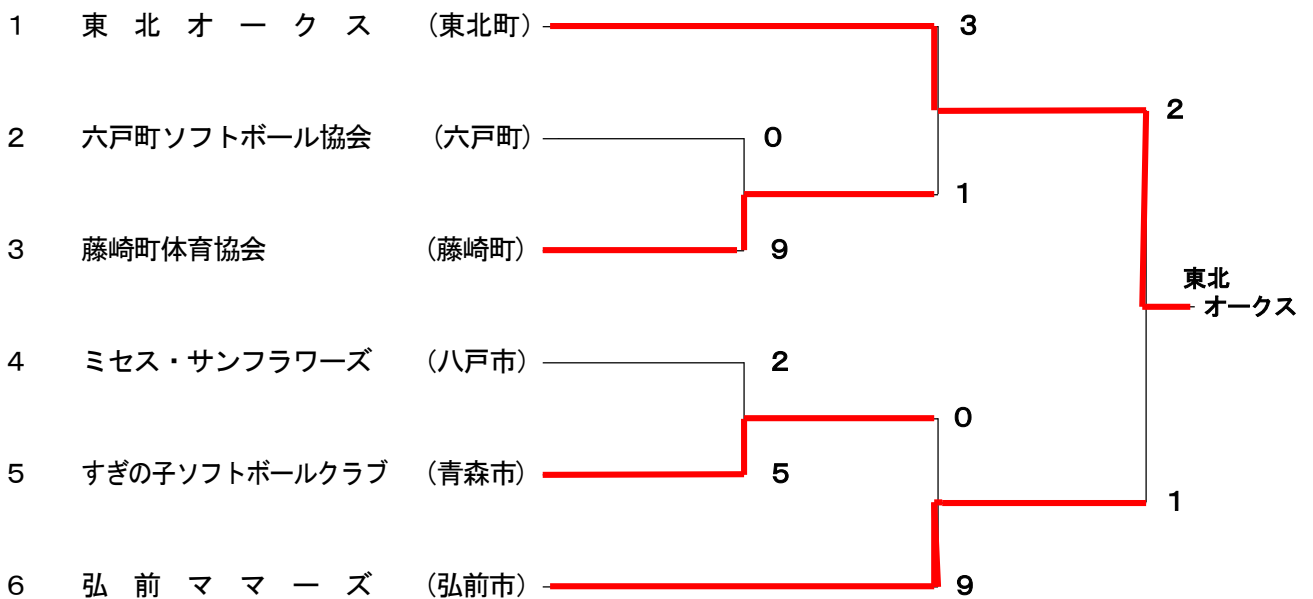 1 東北オークス (東北町) 3
2
2 六戸町ソフトボール協会 (六戸町) 0
1
3 藤崎町体育協会 (藤崎町) 9
東北
オークス
4 ミセス・サンフラワーズ (八戸市) 2
0
5 すぎの子ソフトボールクラブ (青森市) 5
1
6 弘前ママーズ (弘前市) 9